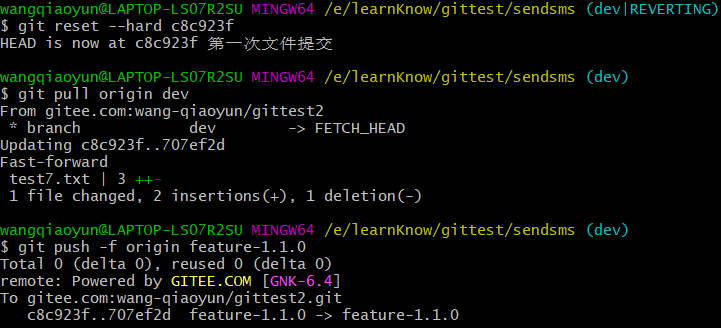 wangqiaoyun@LAPTOP-LS07R2SU MINGW64 /e/learnKnow/gittest/sendsms (dev|REVERTING)
$ git reset --hard c8c923f
HEAD is now at c8c923f 第一次文件提交
wangqiaoyun@LAPTOP-LS07R2SU MINGW64 /e/learnKnow/gittest/sendsms (dev)
$ git pull origin dev
From gitee.com:wang-qiaoyun/gittest2
 * branch            dev        -> FETCH_HEAD
Updating c8c923f..707ef2d
Fast-forward
 test7.txt | 3 ++-
 1 file changed, 2 insertions(+), 1 deletion(-)
wangqiaoyun@LAPTOP-LS07R2SU MINGW64 /e/learnKnow/gittest/sendsms (dev)
$ git push -f origin feature-1.1.0
Total 0 (delta 0), reused 0 (delta 0)
remote: Powered by GITEE.COM [GNK-6.4]
To gitee.com:wang-qiaoyun/gittest2.git
   c8c923f..707ef2d  feature-1.1.0 -> feature-1.1.0